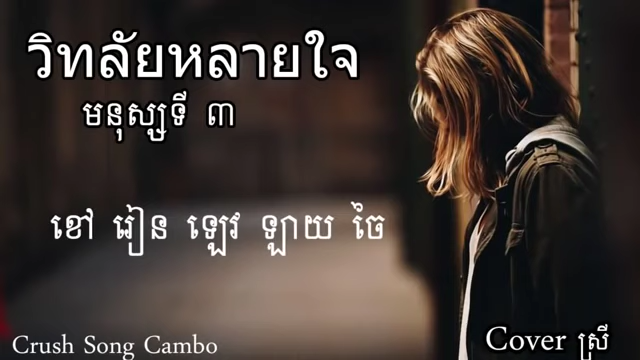 วิทลัยหลายใจ
មនុស្សទី ៣
ខៅ រៀន ឡេវ ឡាយ ចៃ
Crush Song Cambo
Cover ស្រី